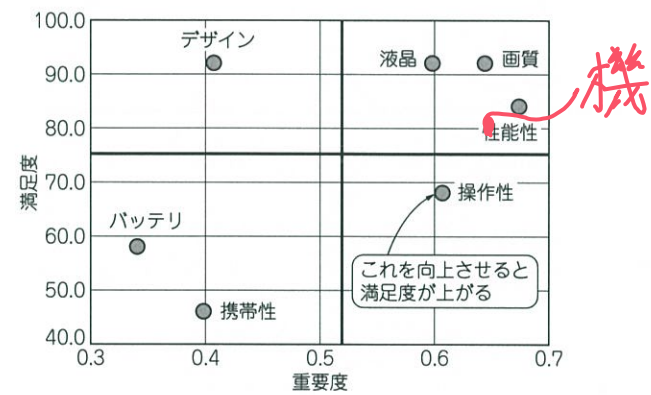 100.0
90.0
80.0
70.0
60.0
50.0
40.0
満足度
デザイン
液晶
画質
機
性能性
操作性
バッテリ
携帯性
これを向上させると
満足度が上がる
0.3
0.4
0.5
0.6
0.7
重要度